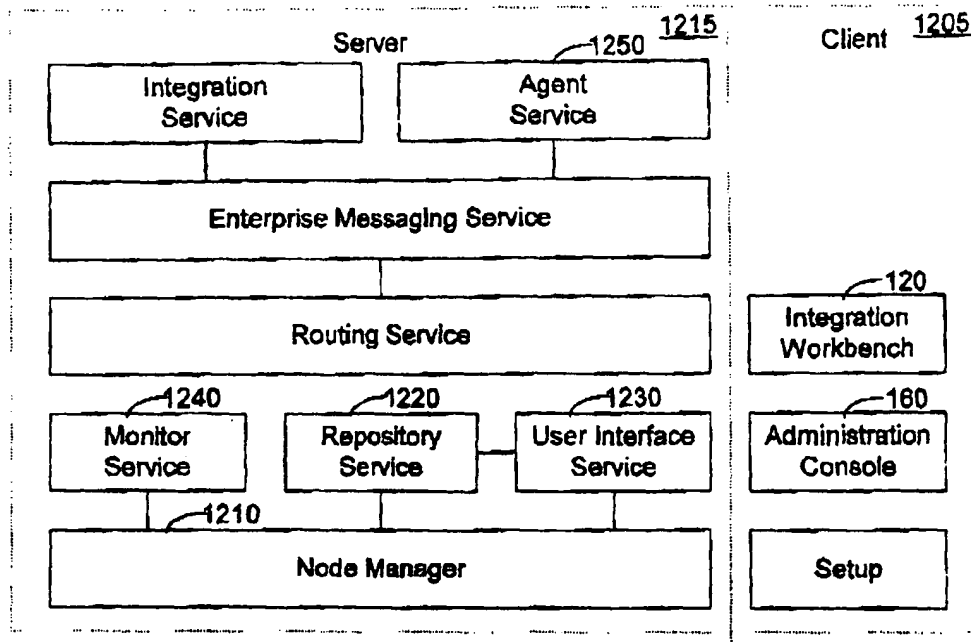 Server
1215
Client
1205
Integration
Service
1250
Agent
Service
Enterprise Messaging Service
Routing Service
120
Integration
Workbench
1240
Monitor
Service
1220
Repository
Service
1230
User Interface
Service
160
Administration
Console
1210
Node Manager
Setup